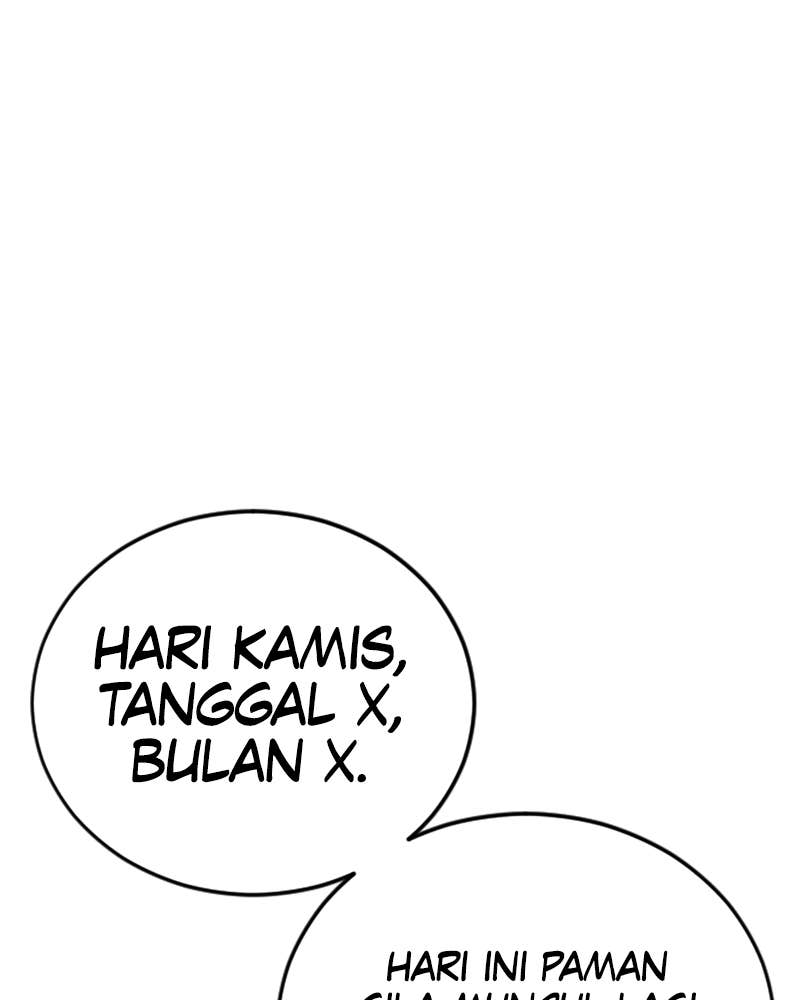 HARI KAMIS,
TANGGAL X,
BULAN X.
HARI INI PAMAN